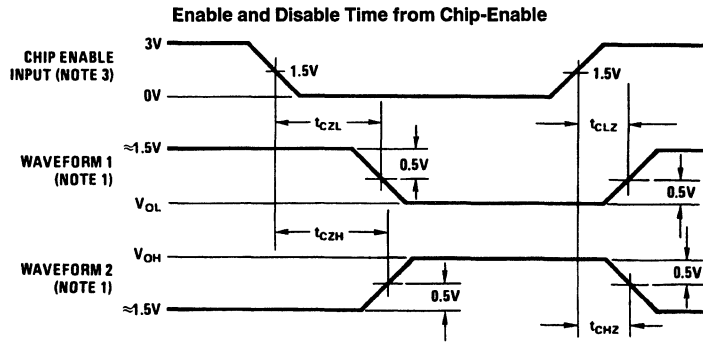 Enable and Disable Time from Chip-Enable
CHIP ENABLE
INPUT (NOTE 3)
3V
1.5V
1.5V
0V
tCZL
tCLZ
WAVEFORM 1
(NOTE 1)
≈1.5V
0.5V
0.5V
VOL
tCZH
VOH
WAVEFORM 2
(NOTE 1)
0.5V
0.5V
≈1.5V
tCHZ